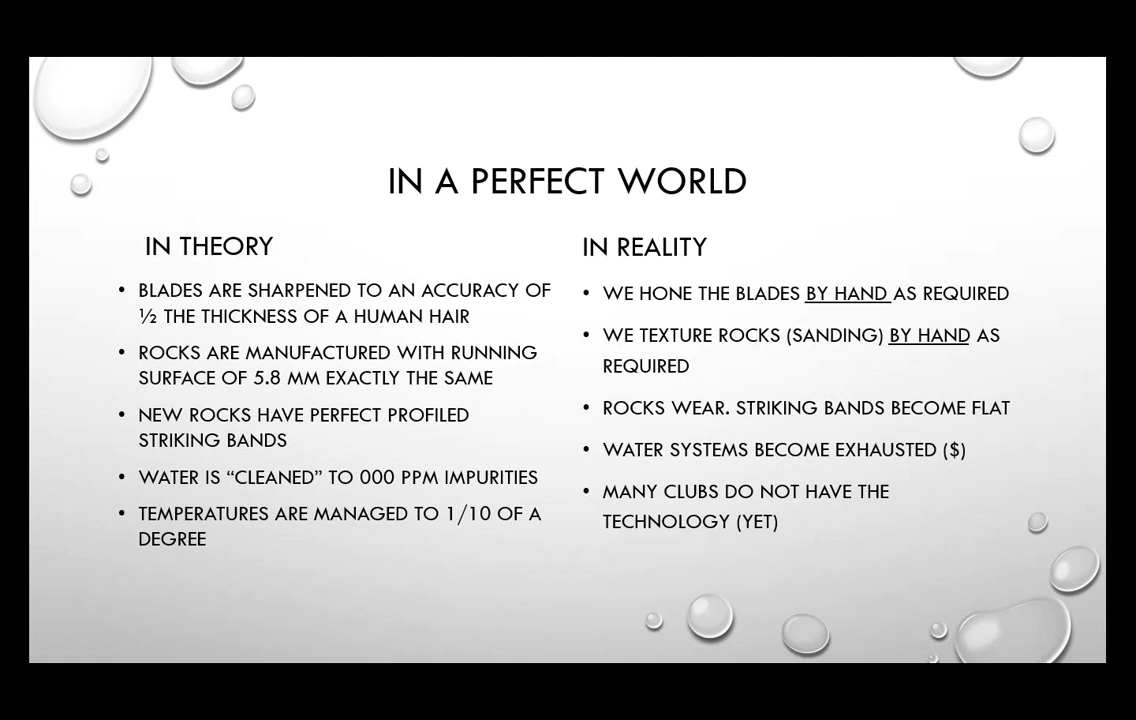 IN A PERFECT WORLD
IN THEORY
• BLADES ARE SHARPENED TO AN ACCURACY OF
½ THE THICKNESS OF A HUMAN HAIR
• ROCKS ARE MANUFACTURED WITH RUNNING
SURFACE OF 5.8 MM EXACTLY THE SAME
• NEW ROCKS HAVE PERFECT PROFILED
STRIKING BANDS
• WATER IS “CLEANED” TO 000 PPM IMPURITIES
• TEMPERATURES ARE MANAGED TO 1/10 OF A
DEGREE
IN REALITY
• WE HONE THE BLADES BY HAND AS REQUIRED
• WE TEXTURE ROCKS (SANDING) BY HAND AS
REQUIRED
• ROCKS WEAR. STRIKING BANDS BECOME FLAT
• WATER SYSTEMS BECOME EXHAUSTED ($)
• MANY CLUBS DO NOT HAVE THE
TECHNOLOGY (YET)